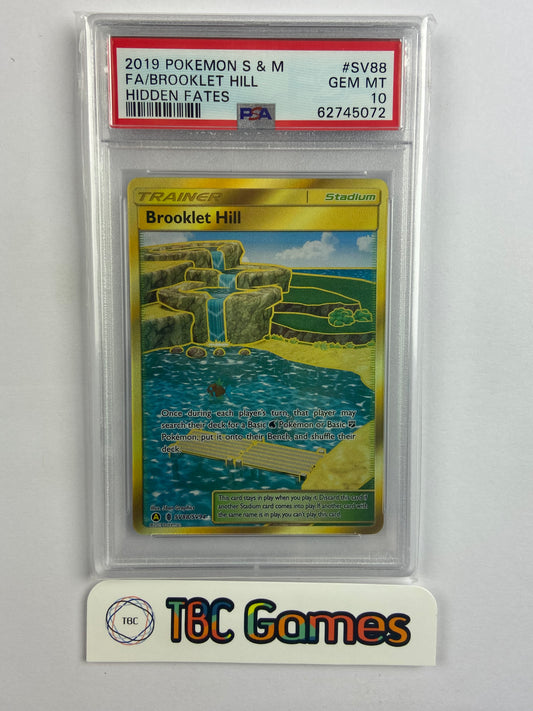 2019 POKEMON S & M #SV88
FA/BROOKLET HILL GEM MT
HIDDEN FATES 10
PSA 62745072
TRAINER Stadium
Brooklet Hill
Once during each player's turn, that player may
search their deck for a Basic Pokémon or Basic
Pokémon, put it onto their Bench, and shuffle their
deck.
This card stays in play when you play it. Discard this card if
another Stadium card comes into play. If another card
with the same name is in play, you can't play this card.
Illus. Graphics
A SV88/SV94
TBC TBC Games